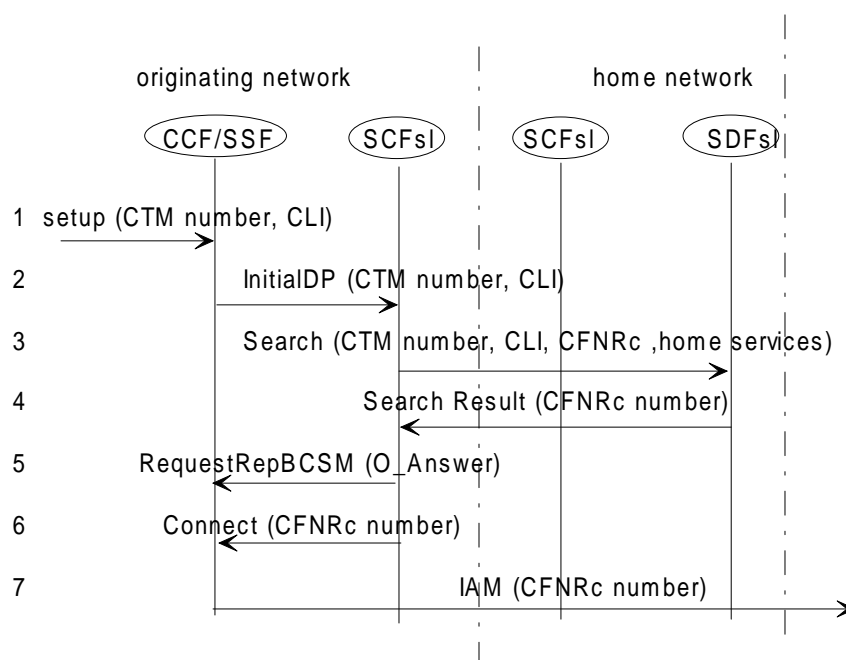 originating network home network
CCF/SSF SCFsl SCFsl SDFsl
1 setup (CTM number, CLI)
2 InitialDP (CTM number, CLI)
3 Search (CTM number, CLI, CFNRc ,home services)
4 Search Result (CFNRc number)
5 RequestRepBCSM (O_Answer)
6 Connect (CFNRc number)
7 IAM (CFNRc number)